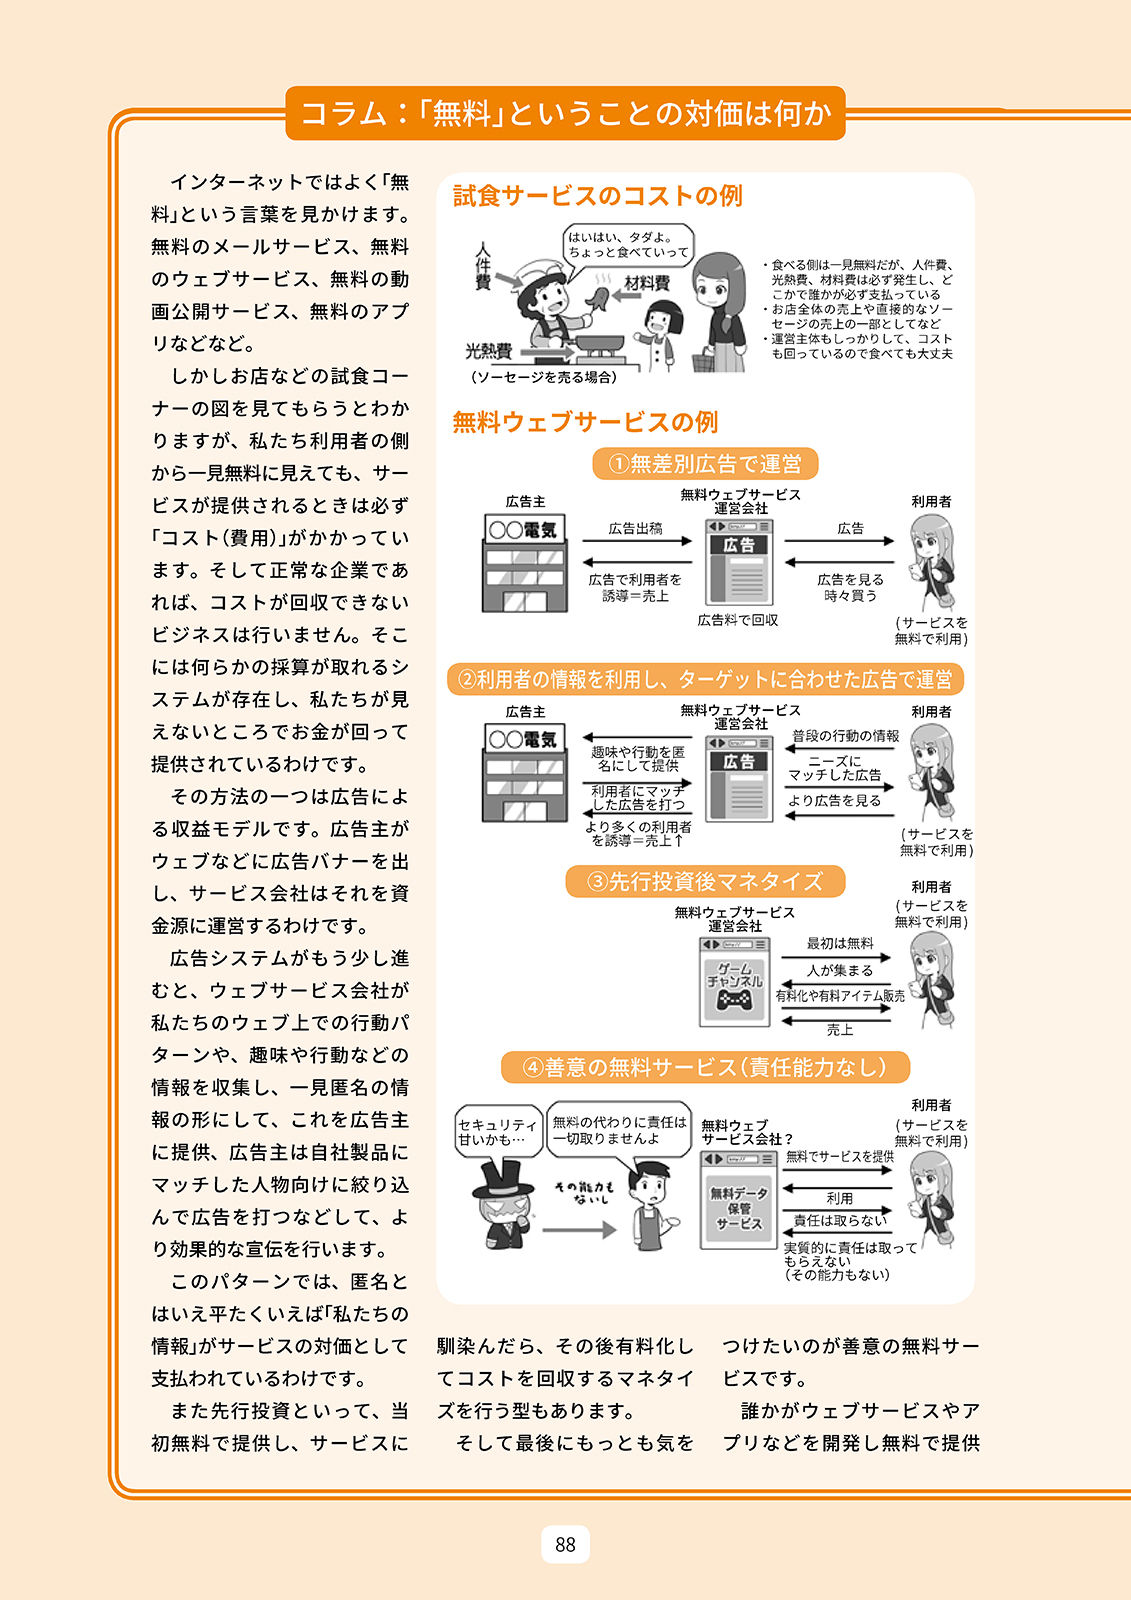 コラム：「無料」ということの対価は何か
　インターネットではよく「無
料」という言葉を見かけます。
無料のメールサービス、無料
のウェブサービス、無料の動
画公開サービス、無料のアプ
リなどなど。
　しかしお店などの試食コー
ナーの図を見てもらうとわか
りますが、私たち利用者の側
から一見無料に見えても、サー
ビスが提供されるときは必ず
「コスト（費用）」がかかってい
ます。そして正常な企業であ
れば、コストが回収できない
ビジネスは行いません。そこ
には何らかの採算が取れるシ
ステムが存在し、私たちが見
えないところでお金が回って
提供されているわけです。
　その方法の一つは広告によ
る収益モデルです。広告主が
ウェブなどに広告バナーを出
し、サービス会社はそれを資
金源に運営するわけです。
　広告システムがもう少し進
むと、ウェブサービス会社が
私たちのウェブ上での行動パ
ターンや、趣味や行動などの
情報を収集し、一見匿名の情
報の形にして、これを広告主
に提供、広告主は自社製品に
マッチした人物向けに絞り込
んで広告を打つなどして、よ
り効果的な宣伝を行います。
　このパターンでは、匿名と
はいえ平たくいえば「私たちの
情報」がサービスの対価として
支払われているわけです。
　また先行投資といって、当
初無料で提供し、サービスに
試食サービスのコストの例
人件費
はいはい、タダよ。
ちょっと食べていって
材料費
光熱費
（ソーセージを売る場合）
・食べる側は一見無料だが、人件費、
光熱費、材料費は必ず発生し、ど
こかで誰かが必ず支払っている
・お店全体の売上や直接的なソー
セージの売上の一部としてなど
・運営主体もしっかりして、コスト
も回っているので食べても大丈夫
無料ウェブサービスの例
①無差別広告で運営
広告主
〇〇電気
広告出稿
広告で利用者を
誘導＝売上
無料ウェブサービス
運営会社
http://
広告
広告料で回収
広告
広告を見る
時々買う
利用者
（サービスを
無料で利用）
②利用者の情報を利用し、ターゲットに合わせた広告で運営
広告主
〇〇電気
趣味や行動を匿
名にして提供
利用者にマッチ
した広告を打つ
より多くの利用者
を誘導＝売上↑
無料ウェブサービス
運営会社
http://
広告
普段の行動の情報
ニーズに
マッチした広告
より広告を見る
利用者
（サービスを
無料で利用）
③先行投資後マネタイズ
無料ウェブサービス
運営会社
http://
ゲーム
チャンネル
最初は無料
人が集まる
有料化や有料アイテム販売
売上
利用者
（サービスを
無料で利用）
④善意の無料サービス（責任能力なし）
セキュリティ
甘いかも…
その能力も
ないし
無料の代わりに責任は
一切取りませんよ
無料ウェブ
サービス会社？
http://
無料データ
保管
サービス
無料でサービスを提供
利用
責任は取らない
実質的に責任は取って
もらえない
（その能力もない）
利用者
（サービスを
無料で利用）
馴染んだら、その後有料化し
てコストを回収するマネタイ
ズを行う型もあります。
　そして最後にもっとも気を
つけたいのが善意の無料サー
ビスです。
　誰かがウェブサービスやア
プリなどを開発し無料で提供
88